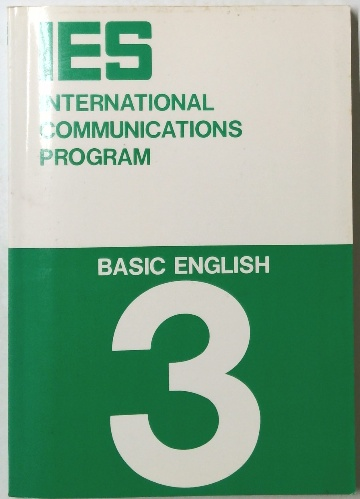 IES
INTERNATIONAL
COMMUNICATIONS
PROGRAM
BASIC ENGLISH
3